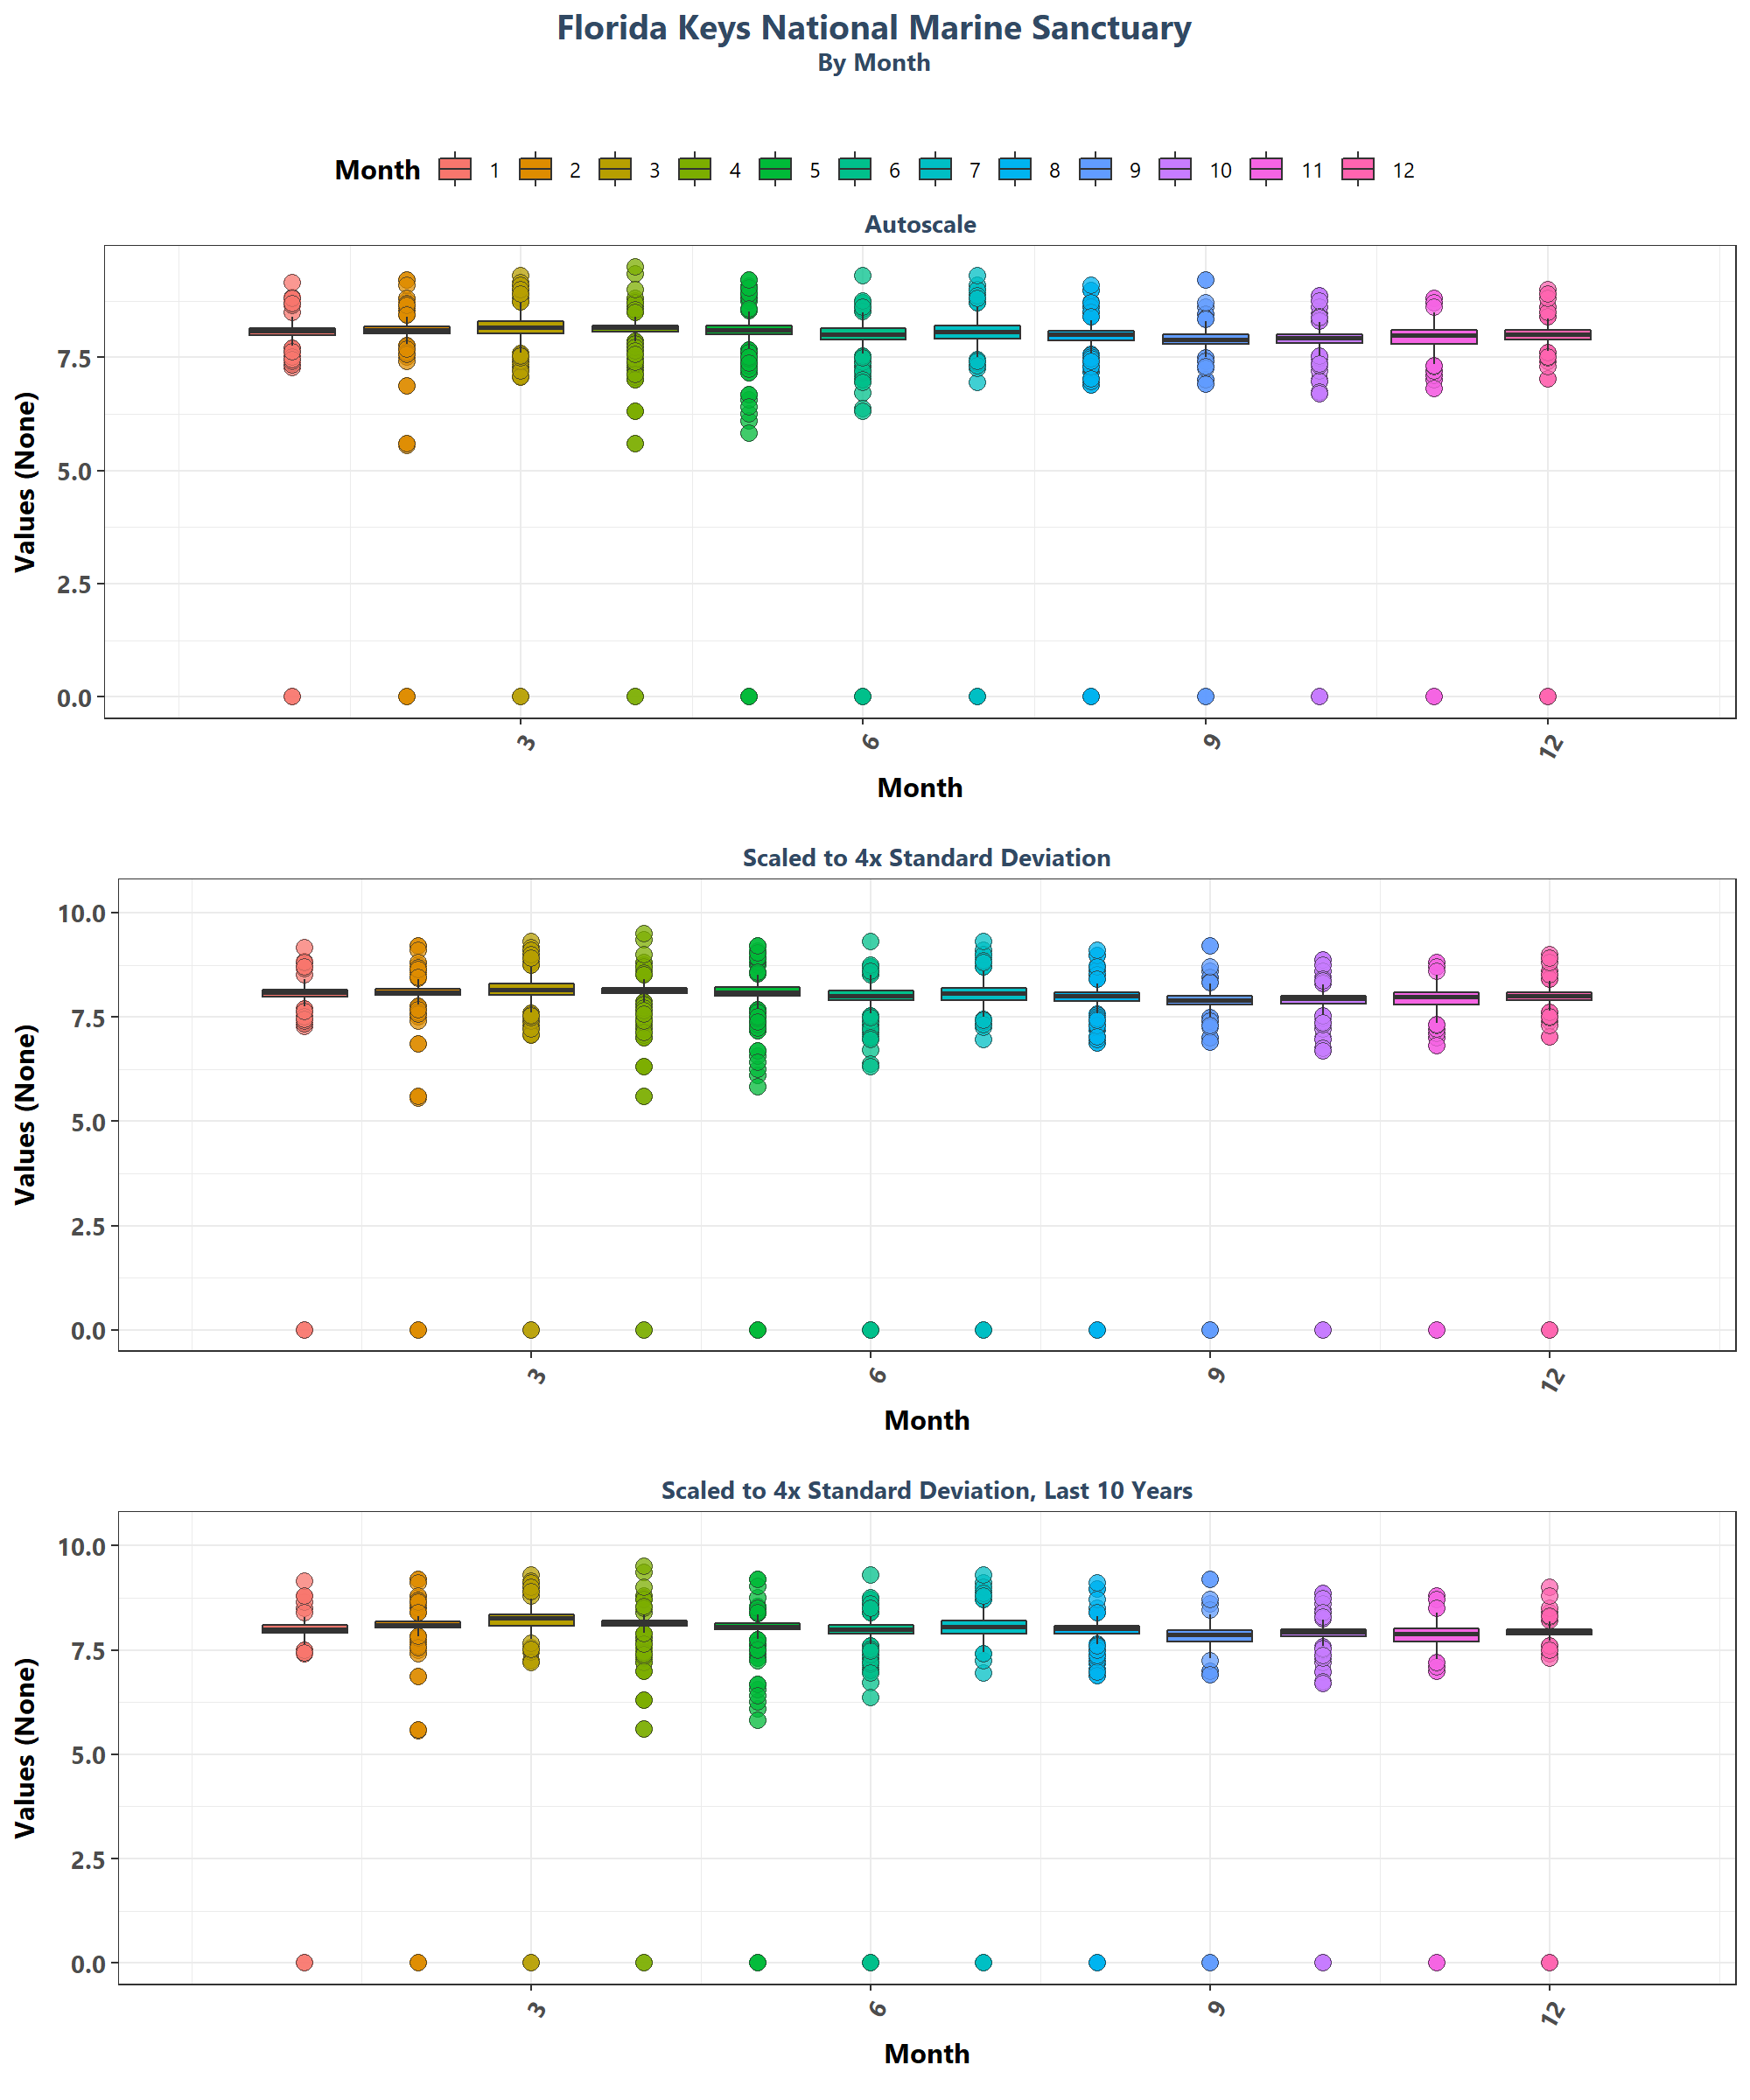 Florida Keys National Marine Sanctuary
By Month
Month 1 2 3 4 5 6 7 8 9 10 11 12
Autoscale
Values (None)
7.5
5.0
2.5
0.0
3 6 9 12
Month
Scaled to 4x Standard Deviation
Values (None)
10.0
7.5
5.0
2.5
0.0
3 6 9 12
Month
Scaled to 4x Standard Deviation, Last 10 Years
Values (None)
10.0
7.5
5.0
2.5
0.0
3 6 9 12
Month